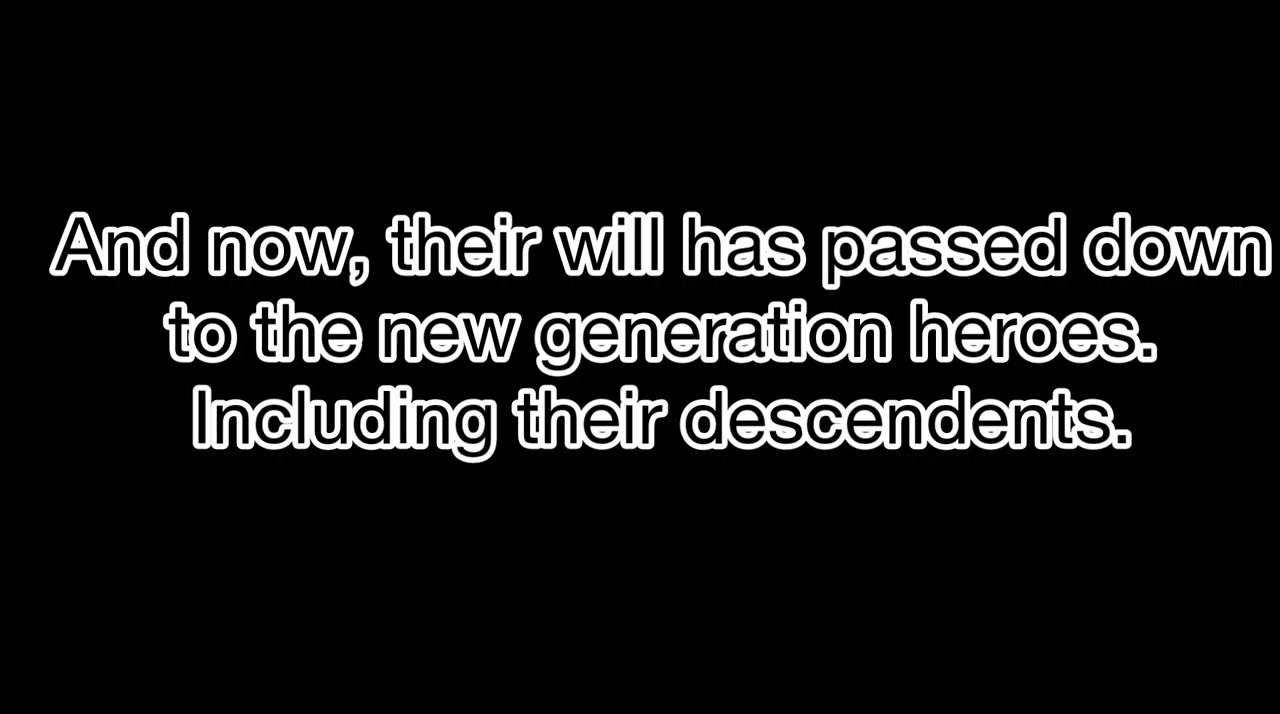 And now, their will has passed down
to the new generation heroes.
Including their descendents.